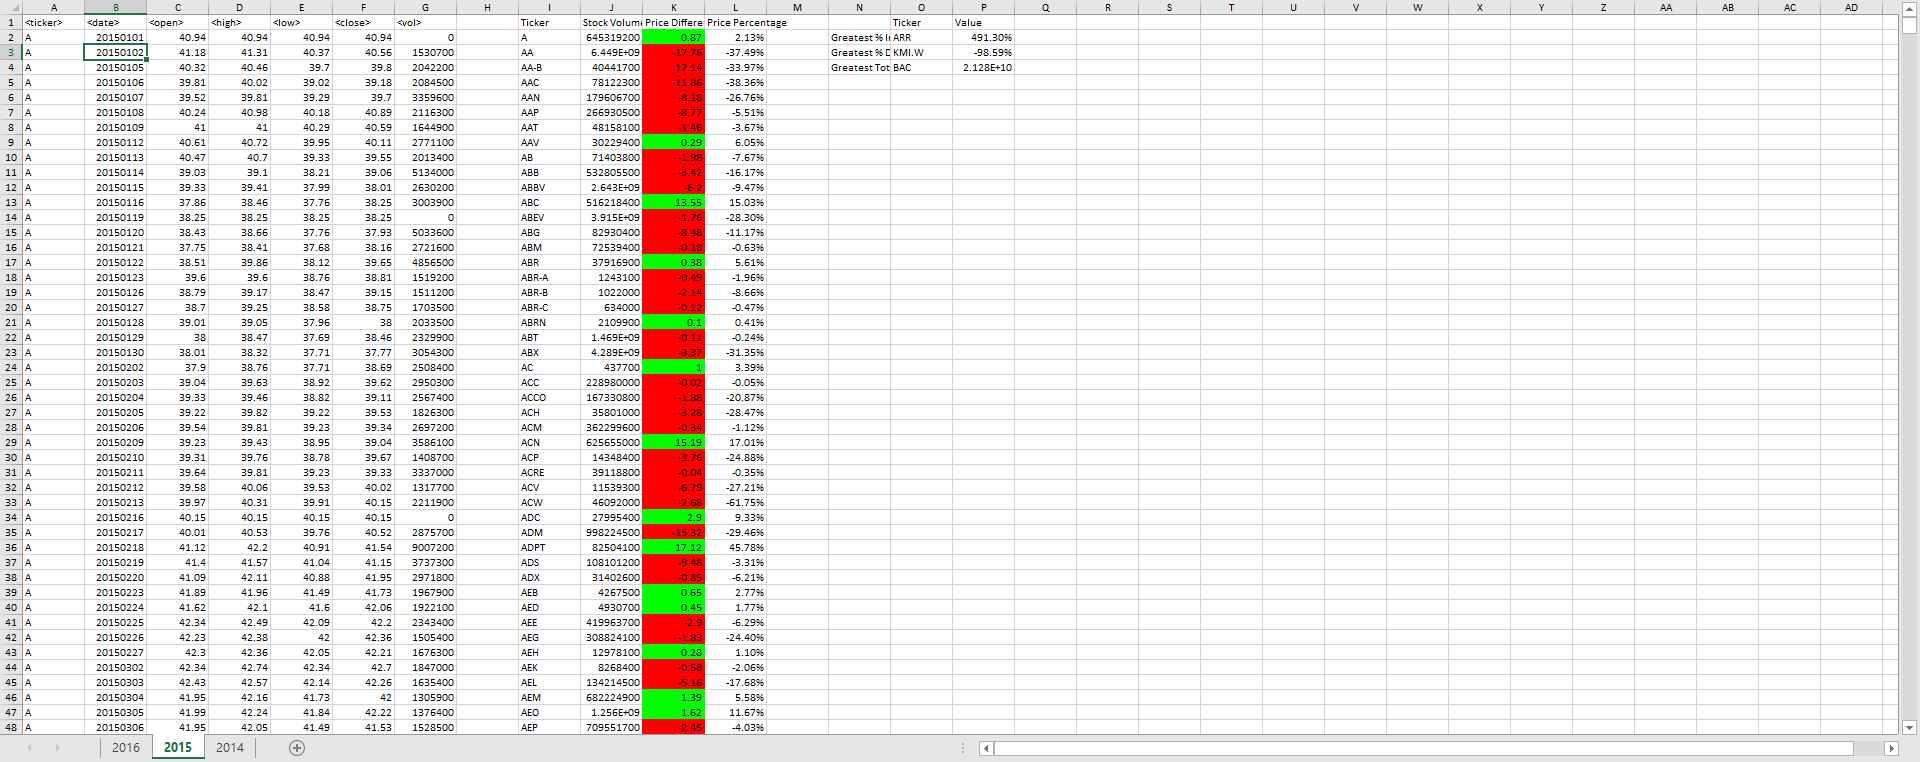 A B C D E F G H I J K L M N O P Q R S T U V W X Y Z AA AB AC AD
1 <ticker> <date> <open> <high> <low> <close> <vol> Ticker Stock Volum Price Differe Price Percentage Ticker Value
2 A 20150101 40.94 40.94 40.94 40.94 0 A 645319200 0.87 2.13% Greatest % I ARR 491.30%
3 A 20150102 41.18 41.31 40.37 40.56 1530700 AA 6.449E+09 -17.76 -37.49% Greatest % D KMI.W -98.59%
4 A 20150105 40.32 40.46 39.7 39.8 2042200 AA-B 40441700 -17.14 -33.97% Greatest Tot BAC 2.128E+10
5 A 20150106 39.81 40.02 39.02 39.18 2084500 AAC 78122300 -11.86 -38.36%
6 A 20150107 39.52 39.81 39.29 39.7 3359600 AAN 179606700 -8.18 -26.76%
7 A 20150108 40.24 40.98 40.18 40.89 2116300 AAP 266930500 -8.77 -5.51%
8 A 20150109 41 41 40.29 40.59 1644900 AAT 48158100 -1.46 -3.67%
9 A 20150112 40.61 40.72 39.95 40.11 2771100 AAV 30229400 0.29 6.05%
10 A 20150113 40.47 40.7 39.33 39.55 2013400 AB 71403800 -1.98 -7.67%
11 A 20150114 39.03 39.1 38.21 39.06 5134000 ABB 532805500 -3.42 -16.17%
12 A 20150115 39.33 39.41 37.99 38.01 2630200 ABBV 2.643E+09 -6.2 -9.47%
13 A 20150116 37.86 38.46 37.76 38.25 3003900 ABC 516218400 13.55 15.03%
14 A 20150119 38.25 38.25 38.25 38.25 0 ABEV 3.915E+09 -1.76 -28.30%
15 A 20150120 38.43 38.66 37.76 37.93 5033600 ABG 82930400 -8.48 -11.17%
16 A 20150121 37.75 38.41 37.68 38.16 2721600 ABM 72539400 -0.18 -0.63%
17 A 20150122 38.51 39.86 38.12 39.65 4856500 ABR 37916900 0.38 5.61%
18 A 20150123 39.6 39.6 38.76 38.81 1519200 ABR-A 1243100 -0.49 -1.96%
19 A 20150126 38.79 39.17 38.47 39.15 1511200 ABR-B 1022000 -2.14 -8.66%
20 A 20150127 38.7 39.25 38.58 38.75 1703500 ABR-C 634000 -0.12 -0.47%
21 A 20150128 39.01 39.05 37.96 38 2033500 ABRN 2109900 0.1 0.41%
22 A 20150129 38 38.47 37.69 38.46 2329900 ABT 1.469E+09 -0.11 -0.24%
23 A 20150130 38.01 38.32 37.71 37.77 3054300 ABX 4.289E+09 -3.37 -31.35%
24 A 20150202 37.9 38.76 37.71 38.69 2508400 AC 437700 1 3.39%
25 A 20150203 39.04 39.63 38.92 39.62 2950300 ACC 228980000 -0.02 -0.05%
26 A 20150204 39.33 39.46 38.82 39.11 2567400 ACCO 167330800 -1.88 -20.87%
27 A 20150205 39.22 39.82 39.22 39.53 1826300 ACH 35801000 -3.28 -28.47%
28 A 20150206 39.54 39.81 39.23 39.34 2697200 ACM 362299600 -0.34 -1.12%
29 A 20150209 39.23 39.43 38.95 39.04 3586100 ACN 625655000 15.19 17.01%
30 A 20150210 39.31 39.76 38.78 39.67 1408700 ACP 14348400 -3.76 -24.88%
31 A 20150211 39.64 39.81 39.23 39.33 3337000 ACRE 39118800 -0.04 -0.35%
32 A 20150212 39.58 40.06 39.53 40.02 1317700 ACV 11539300 -6.79 -27.21%
33 A 20150213 39.97 40.31 39.91 40.15 2211900 ACW 46092000 -2.68 -61.75%
34 A 20150216 40.15 40.15 40.15 40.15 0 ADC 27995400 2.9 9.33%
35 A 20150217 40.01 40.53 39.76 40.52 2875700 ADM 998224500 -15.32 -29.46%
36 A 20150218 41.12 42.2 40.91 41.54 9007200 ADPT 82504100 17.12 45.78%
37 A 20150219 41.4 41.57 41.04 41.15 3737300 ADS 108101200 -9.48 -3.31%
38 A 20150220 41.09 42.11 40.88 41.95 2971800 ADX 31402600 -0.85 -6.21%
39 A 20150223 41.89 41.96 41.49 41.73 1967900 AEB 4267500 0.65 2.77%
40 A 20150224 41.62 42.1 41.6 42.06 1922100 AED 4930700 0.45 1.77%
41 A 20150225 42.34 42.49 42.09 42.2 2343400 AEE 419963700 -2.9 -6.29%
42 A 20150226 42.23 42.38 42 42.36 1505400 AEG 308824100 -1.83 -24.40%
43 A 20150227 42.3 42.36 42.05 42.21 1676300 AEH 12978100 0.28 1.10%
44 A 20150302 42.34 42.74 42.34 42.7 1847000 AEK 8268400 -0.58 -2.06%
45 A 20150303 42.43 42.57 42.14 42.26 1635400 AEL 134214500 -5.16 -17.68%
46 A 20150304 41.95 42.16 41.73 42 1305900 AEM 682224900 1.39 5.58%
47 A 20150305 41.99 42.24 41.84 42.22 1376400 AEO 1.256E+09 1.62 11.67%
48 A 20150306 41.95 42.05 41.49 41.53 1528500 AEP 709551700 -2.45 -4.03%
2016 2015 2014